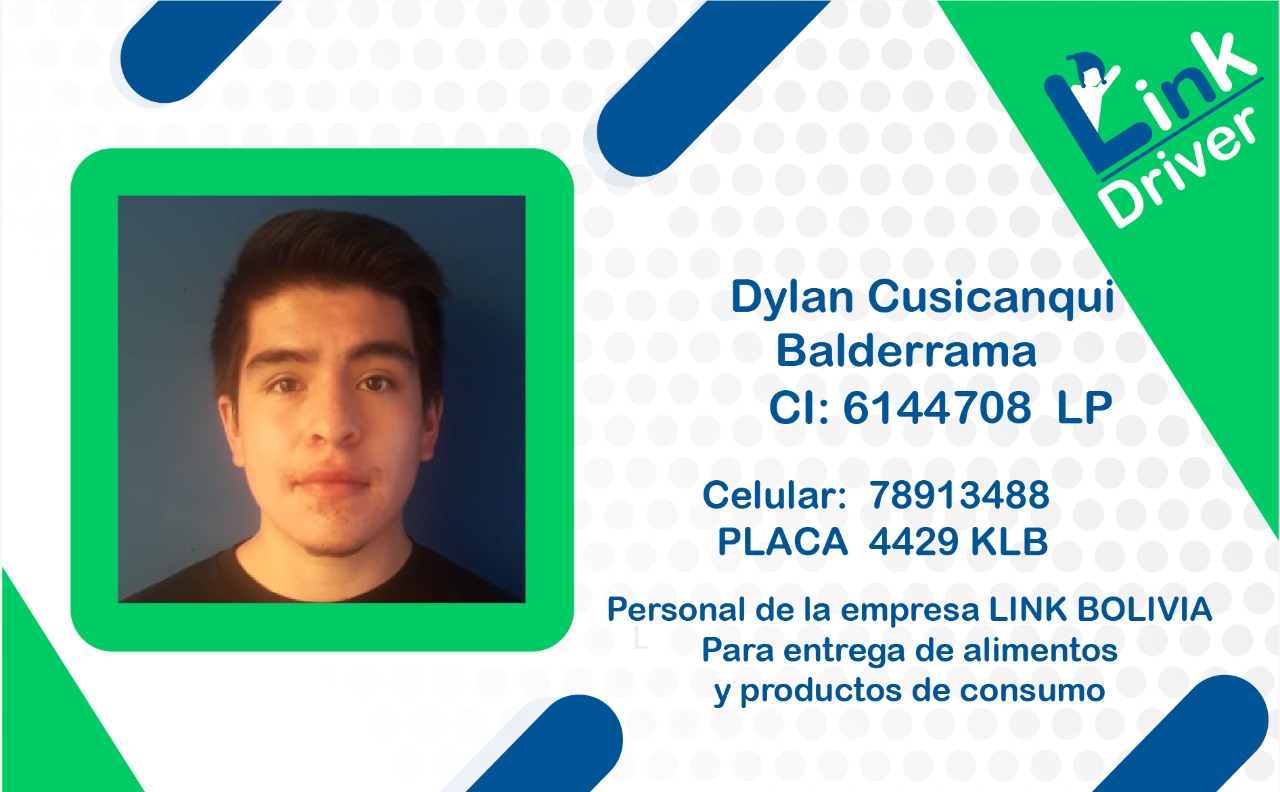 Link
Driver
Dylan Cusicanqui
Balderrama
CI: 6144708 LP
Celular: 78913488
PLACA 4429 KLB
Personal de la empresa LINK BOLIVIA
L
Para entrega de alimentos
y productos de consumo